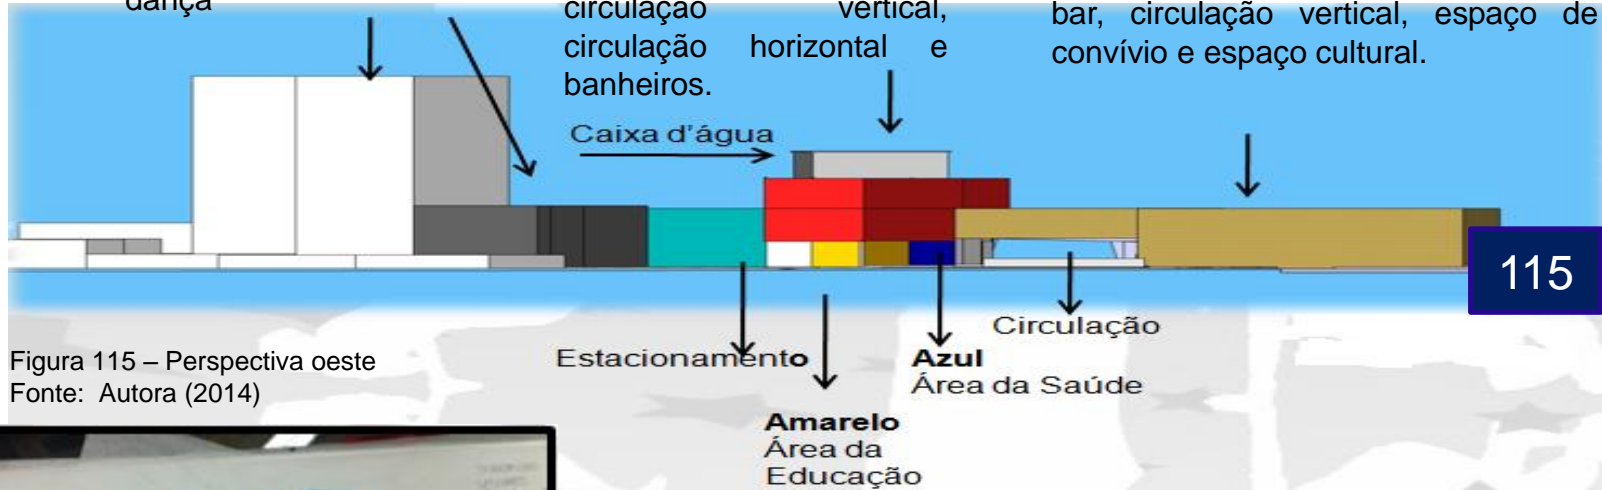 dança
circulação vertical,
circulação horizontal e
banheiros.
bar, circulação vertical, espaço de
convívio e espaço cultural.
Caixa d'água
115
Circulação
Estacionamento
Azul
Área da Saúde
Amarelo
Área da
Educação
Figura 115 – Perspectiva oeste
Fonte: Autora (2014)